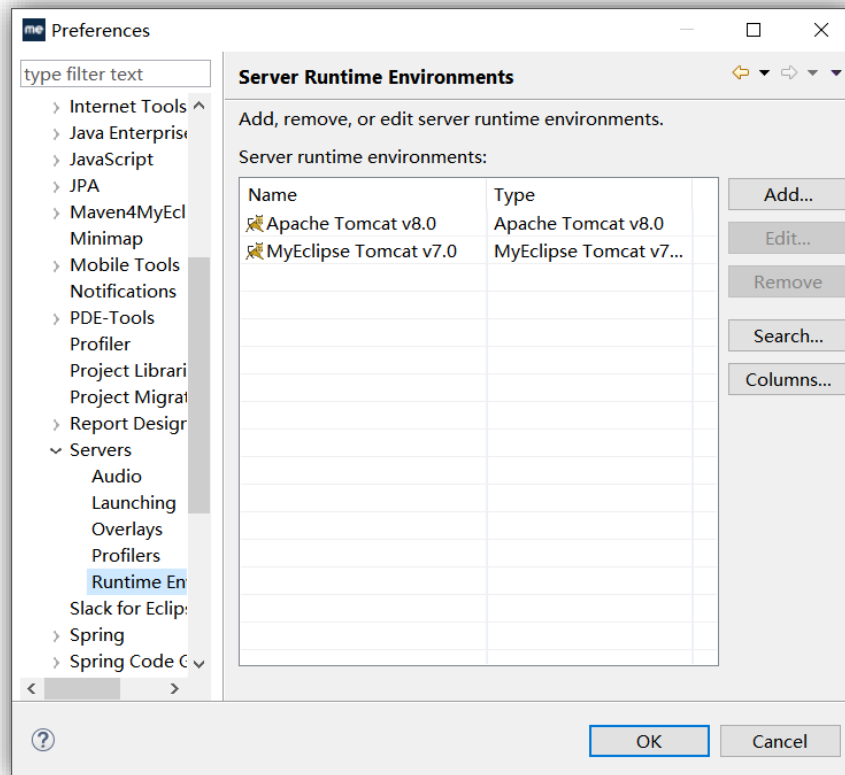 me Preferences
type filter text
Internet Tools
Java Enterprise
JavaScript
JPA
Maven4MyEcl
Minimap
Mobile Tools
Notifications
PDE-Tools
Profiler
Project Librari
Project Migrat
Report Design
Servers
Audio
Launching
Overlays
Profilers
Runtime En
Slack for Eclip
Spring
Spring Code G
Server Runtime Environments
Add, remove, or edit server runtime environments.
Server runtime environments:
Name Type
Apache Tomcat v8.0 Apache Tomcat v8.0
MyEclipse Tomcat v7.0 MyEclipse Tomcat v7...
Add...
Edit...
Remove
Search...
Columns...
?
OK Cancel